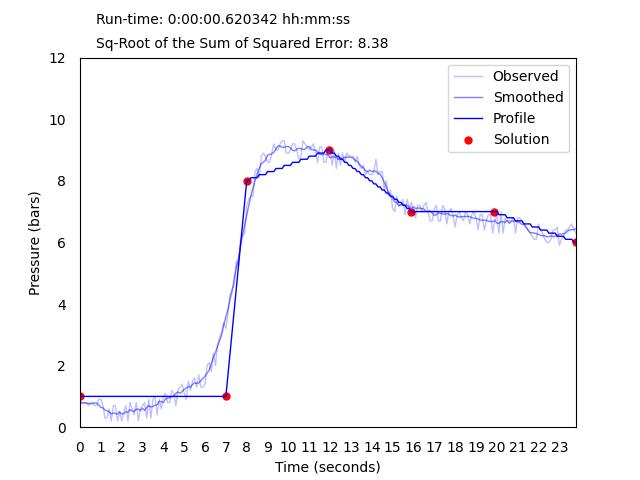 Run-time: 0:00:00.620342 hh:mm:ss
Sq-Root of the Sum of Squared Error: 8.38
12
10
8
6
4
2
0
Pressure (bars)
Observed
Smoothed
Profile
Solution
0 1 2 3 4 5 6 7 8 9 10 11 12 13 14 15 16 17 18 19 20 21 22 23
Time (seconds)